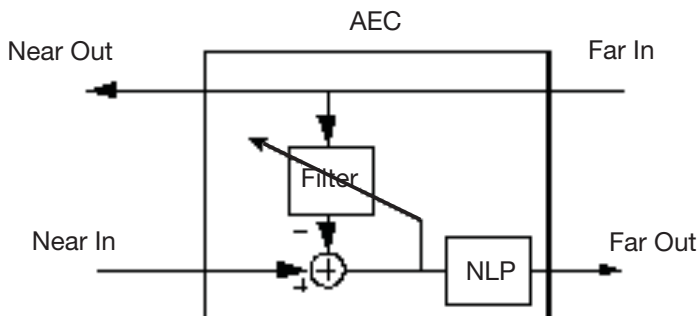 AEC
Near Out
Far In
Filter
−
Near In
+
+
NLP
Far Out